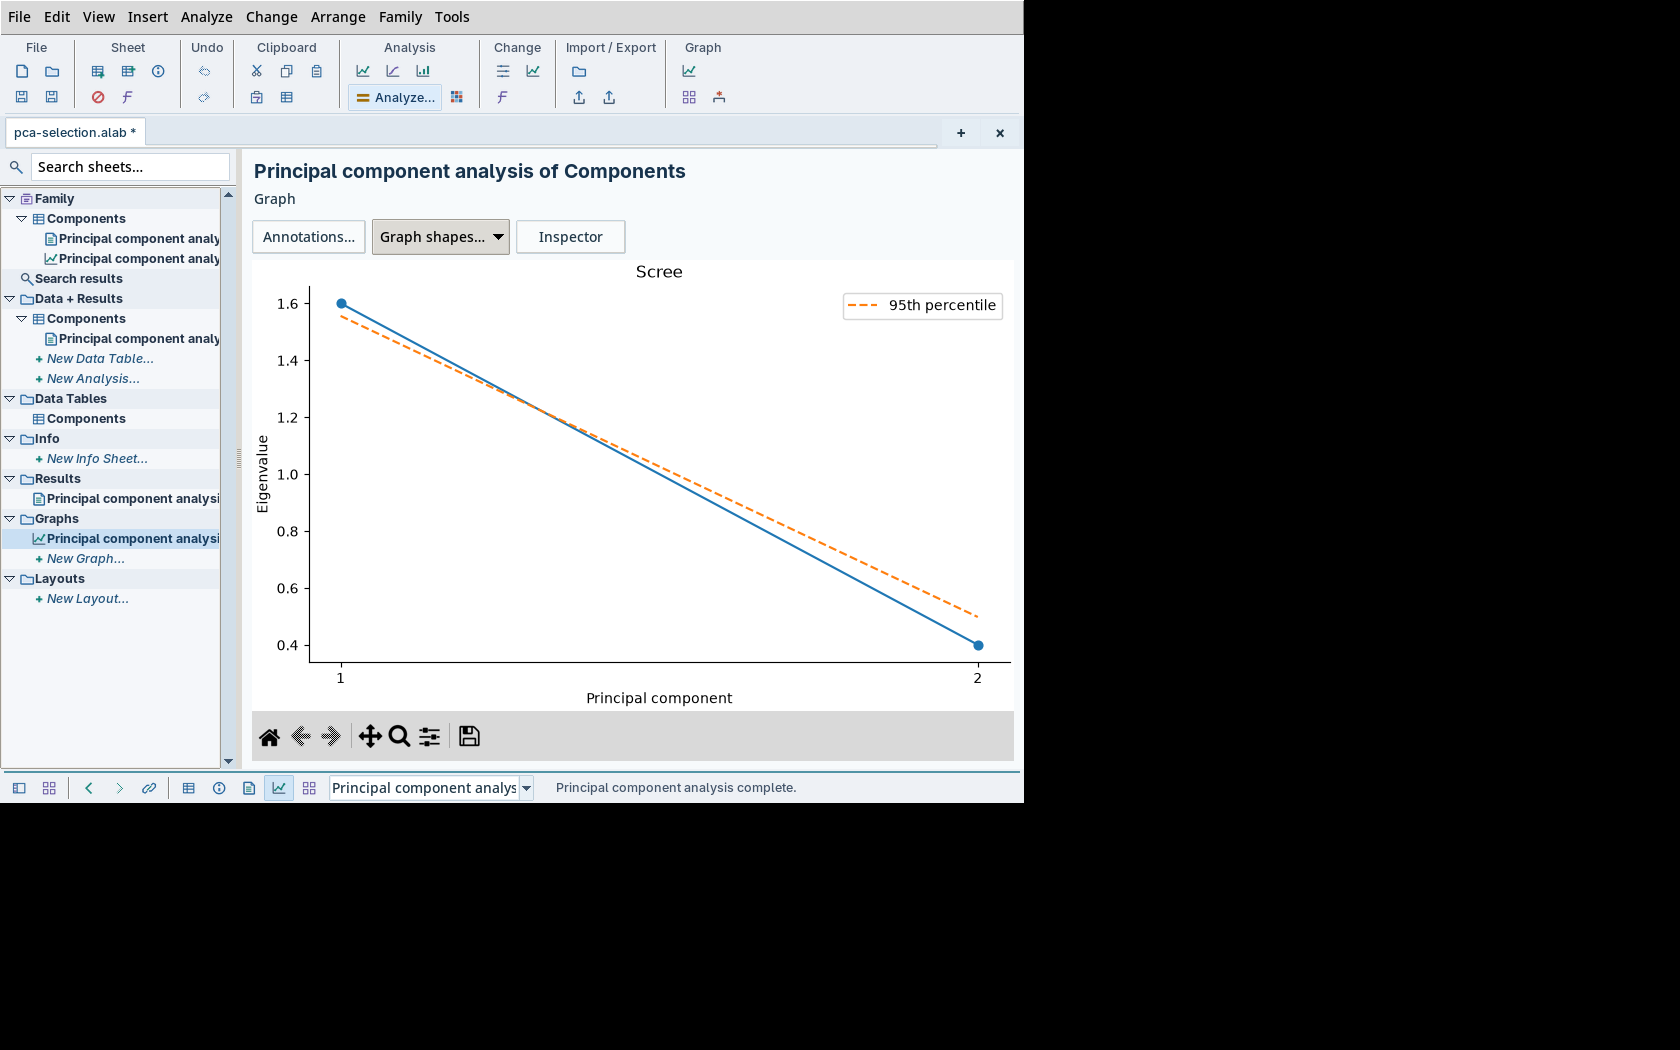 File Edit View Insert Analyze Change Arrange Family Tools
File Sheet Undo Clipboard Analysis Change Import / Export Graph
Analyze...
pca-selection.alab *
Search sheets...
Family
Components
Principal component analy
Principal component analy
Search results
Data + Results
Components
Principal component analy
New Data Table...
New Analysis...
Data Tables
Components
Info
New Info Sheet...
Results
Principal component analysi
Graphs
Principal component analysi
New Graph...
Layouts
New Layout...
Principal component analysis of Components
Graph
Annotations... Graph shapes... Inspector
Scree
95th percentile
1.6
1.4
1.2
1.0
0.8
0.6
0.4
Eigenvalue
1 2
Principal component
Principal component analys
Principal component analysis complete.